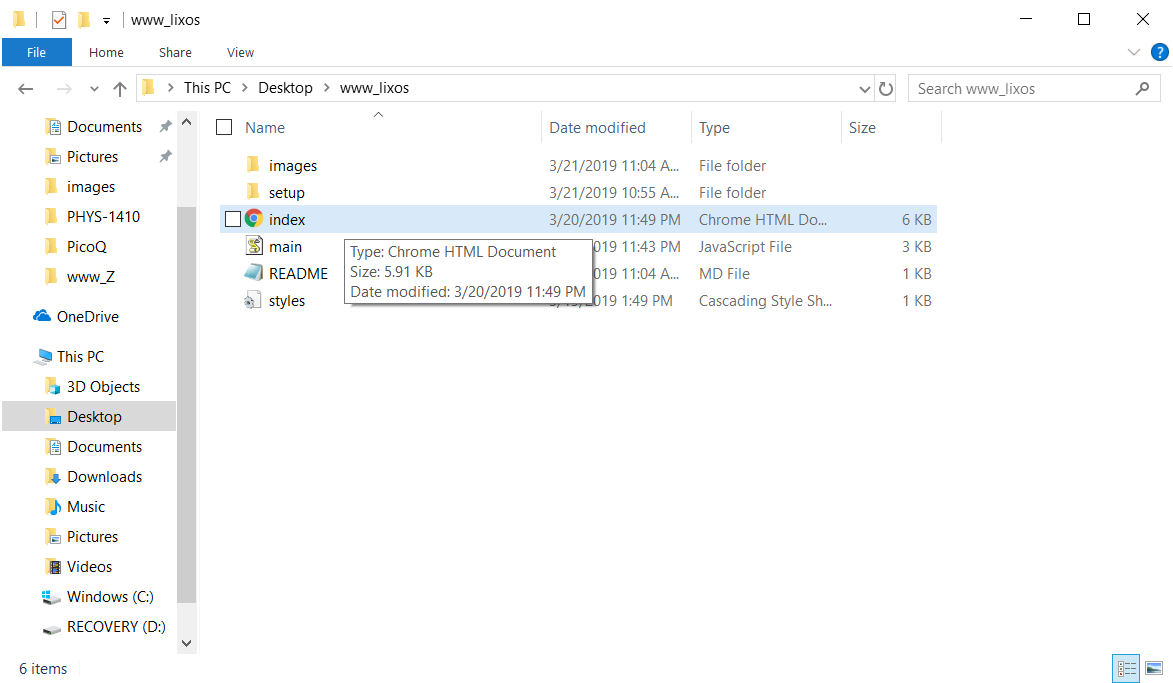 www_lixos
File Home Share View
This PC Desktop www_lixos Search www_lixos
Documents
Pictures
images
PHYS-1410
PicoQ
www_Z
OneDrive
This PC
3D Objects
Desktop
Documents
Downloads
Music
Pictures
Videos
Windows (C:)
RECOVERY (D:)
Name Date modified Type Size
images 3/21/2019 11:04 A... File folder
setup 3/21/2019 10:55 A... File folder
index 3/20/2019 11:49 PM Chrome HTML Do... 6 KB
main 019 11:43 PM JavaScript File 3 KB
README 019 11:04 A... MD File 1 KB
styles 1:49 PM Cascading Style Sh... 1 KB
Type: Chrome HTML Document
Size: 5.91 KB
Date modified: 3/20/2019 11:49 PM
6 items